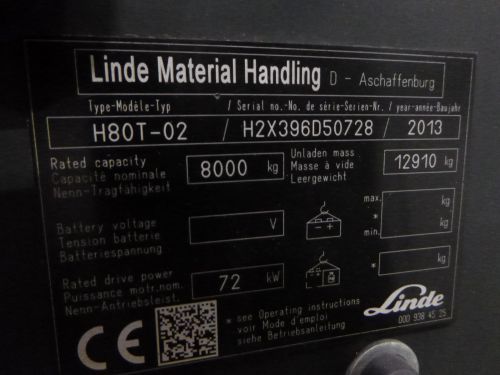 Linde Material Handling D - Aschaffenburg
Type-Modèle-Typ / Serial no.-No. de série-Serien-Nr. / year-année-Baujahr
H80T-02 / H2X396D50728 / 2013
Rated capacity
Capacité nominale
Nenn-Tragfähigkeit
8000 kg
Unladen mass
Masse à vide
Leergewicht
12910 kg
Battery voltage
Tension batterie
Batteriespannung
V
max. kg
*
min. kg
Rated drive power
Puissance motr.nom.
Nenn-Antriebsleist.
72 kW
* kg
CE
* see Operating instructions
voir Mode d'emploi
siehe Betriebsanleitung
Linde
000 938 45 25